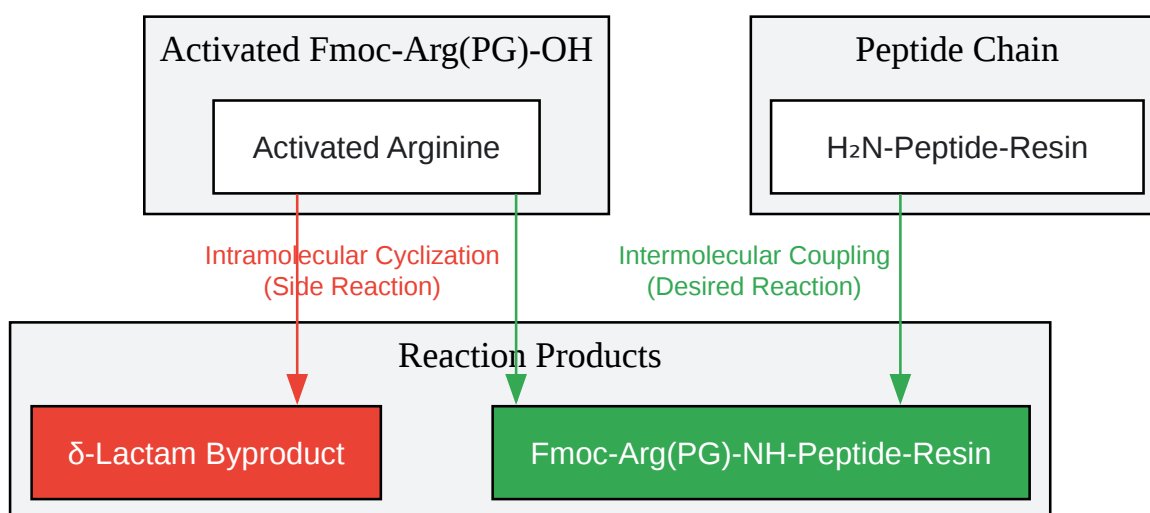 Activated Fmoc-Arg(PG)-OH
Peptide Chain
Activated Arginine
H₂N-Peptide-Resin
Intramolecular Cyclization
(Side Reaction)
Intermolecular Coupling
(Desired Reaction)
Reaction Products
δ-Lactam Byproduct
Fmoc-Arg(PG)-NH-Peptide-Resin